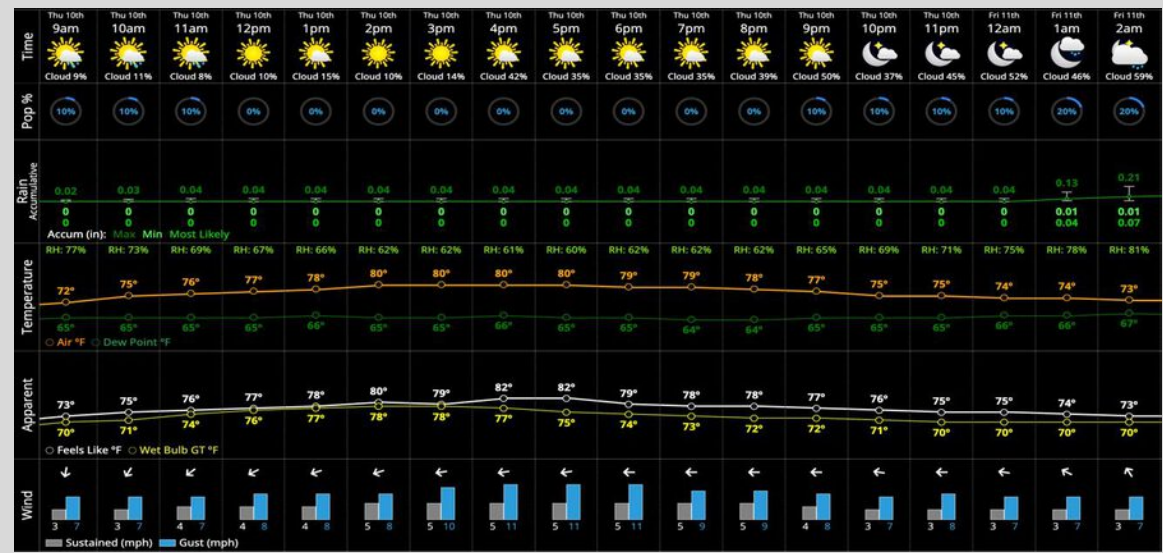 Time
Thu 10th Thu 10th Thu 10th Thu 10th Thu 10th Thu 10th Thu 10th Thu 10th Thu 10th Thu 10th Thu 10th Thu 10th Thu 10th Thu 10th Thu 10th Fri 11th Fri 11th Fri 11th
9am 10am 11am 12pm 1pm 2pm 3pm 4pm 5pm 6pm 7pm 8pm 9pm 10pm 11pm 12am 1am 2am
Cloud 9% Cloud 11% Cloud 8% Cloud 10% Cloud 15% Cloud 10% Cloud 14% Cloud 42% Cloud 35% Cloud 35% Cloud 35% Cloud 39% Cloud 50% Cloud 37% Cloud 45% Cloud 52% Cloud 46% Cloud 59%
Pop %
10% 10% 10% 0% 0% 0% 0% 0% 0% 0% 0% 0% 10% 10% 10% 10% 20% 20%
Rain
Accumulative
0.02 0.03 0.04 0.04 0.04 0.04 0.04 0.04 0.04 0.04 0.04 0.04 0.04 0.04 0.04 0.04 0.13 0.21
0 0 0 0 0 0 0 0 0 0 0 0 0 0 0 0 0.01 0.01
0 0 0 0 0 0 0 0 0 0 0 0 0 0 0 0 0.04 0.07
Accum (in): Max Min Most Likely
Temperature
RH: 77% RH: 73% RH: 69% RH: 67% RH: 66% RH: 62% RH: 62% RH: 61% RH: 60% RH: 62% RH: 62% RH: 62% RH: 65% RH: 69% RH: 71% RH: 75% RH: 78% RH: 81%
72° 75° 76° 77° 78° 80° 80° 80° 80° 79° 79° 78° 77° 75° 75° 74° 74° 73°
65° 65° 65° 65° 66° 65° 65° 66° 65° 65° 64° 64° 65° 65° 65° 66° 66° 67°
Air °F Dew Point °F
Apparent
73° 75° 76° 77° 78° 80° 79° 82° 82° 79° 78° 78° 77° 76° 75° 75° 74° 73°
70° 71° 74° 76° 77° 78° 78° 77° 75° 74° 73° 72° 72° 71° 70° 70° 70° 70°
Feels Like °F Wet Bulb GT °F
Wind
3 7 3 7 4 7 4 8 4 8 5 8 5 10 5 11 5 11 5 11 5 9 5 9 4 8 3 7 3 8 3 7 3 7 3 7
Sustained (mph) Gust (mph)